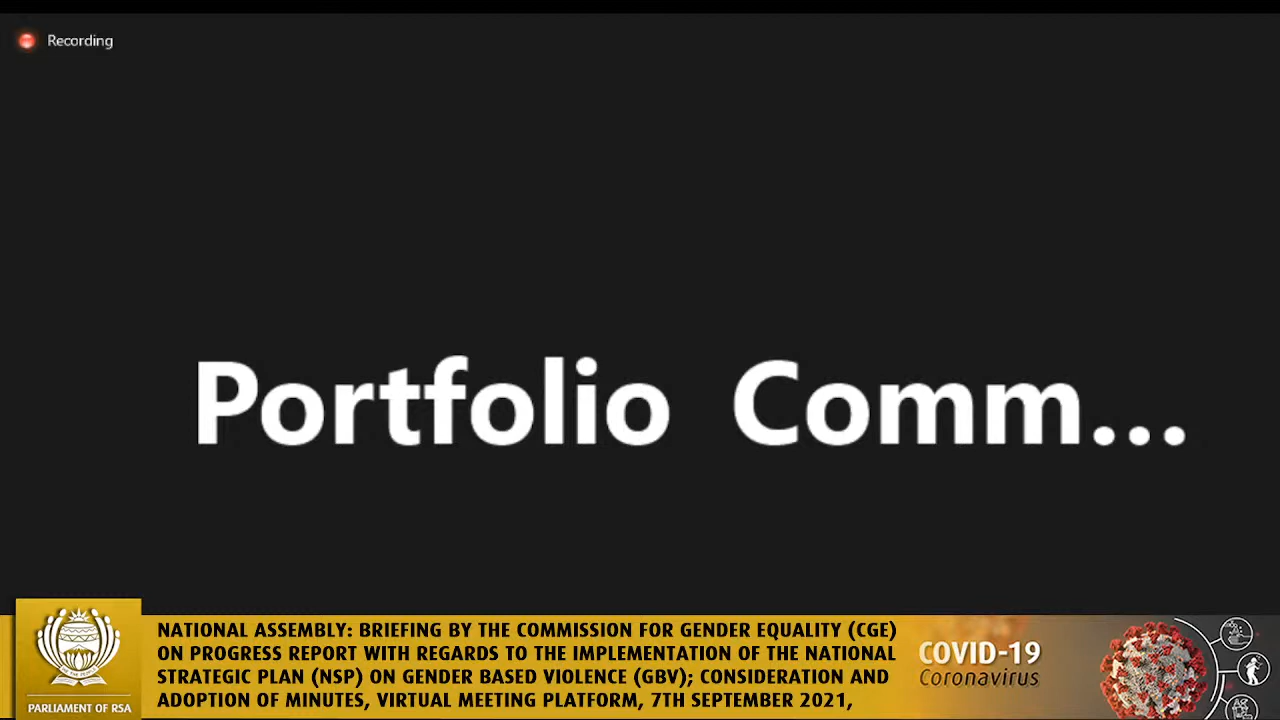 Recording
Portfolio Comm...
NATIONAL ASSEMBLY: BRIEFING BY THE COMMISSION FOR GENDER EQUALITY (CGE)
ON PROGRESS REPORT WITH REGARDS TO THE IMPLEMENTATION OF THE NATIONAL
STRATEGIC PLAN (NSP) ON GENDER BASED VIOLENCE (GBV); CONSIDERATION AND
ADOPTION OF MINUTES, VIRTUAL MEETING PLATFORM, 7TH SEPTEMBER 2021,
PARLIAMENT OF RSA
COVID-19
Coronavirus